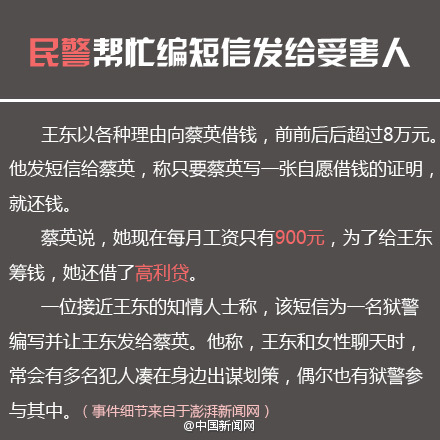 民警帮忙编短信发给受害人
王东以各种理由向蔡英借钱，前前后后超过8万元。
他发短信给蔡英，称只要蔡英写一张自愿借钱的证明，
就还钱。
蔡英说，她现在每月工资只有900元，为了给王东
筹钱，她还借了高利贷。
一位接近王东的知情人士称，该短信为一名狱警
编写并让王东发给蔡英。他称，王东和女性聊天时，
常会有多名犯人凑在身边出谋划策，偶尔也有狱警参
与其中。（事件细节来自于澎湃新闻网）
@中国新闻网